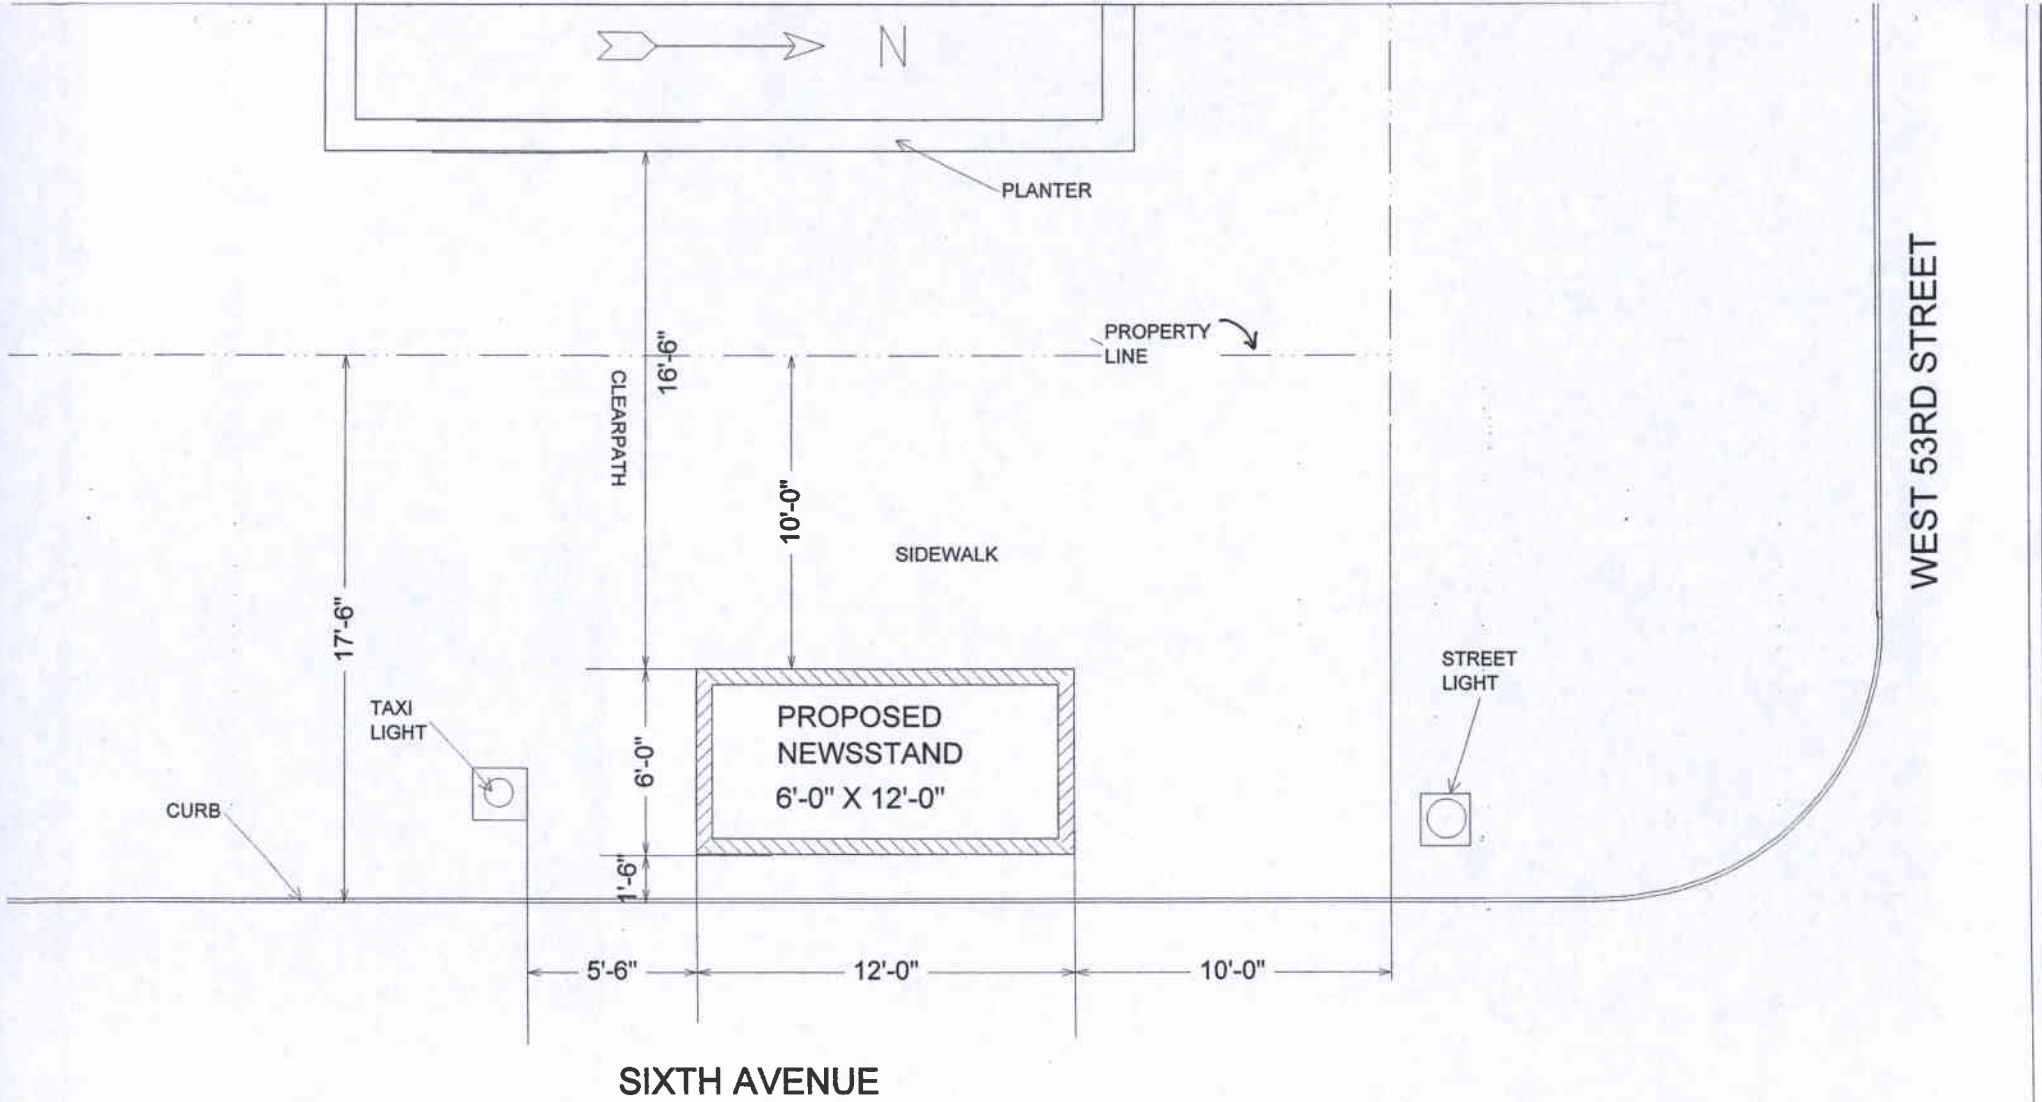 N
PLANTER
PROPERTY
LINE
16'-6"
CLEARPATH
10'-0"
SIDEWALK
17'-6"
WEST 53RD STREET
STREET
LIGHT
TAXI
LIGHT
PROPOSED
NEWSSTAND
6'-0" X 12'-0"
6'-0"
CURB
1'-6"
5'-6"
12'-0"
10'-0"
SIXTH AVENUE